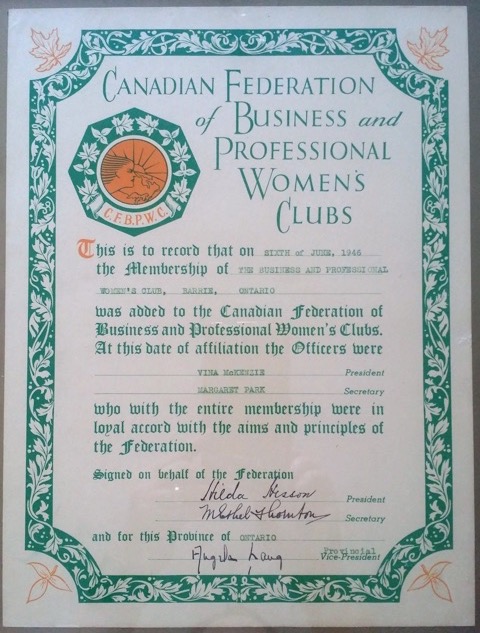 CANADIAN FEDERATION
of BUSINESS and
PROFESSIONAL
WOMEN'S
CLUBS
C.F.B.P.W.C.
This is to record that on SIXTH of JUNE, 1946
the Membership of THE BUSINESS AND PROFESSIONAL
WOMEN'S CLUB, BARRIE, ONTARIO
was added to the Canadian Federation of
Business and Professional Women's Clubs.
At this date of affiliation the Officers were
VINA McKENZIE President
MARGARET PARK Secretary
who with the entire membership were in
loyal accord with the aims and principles of
the Federation.
Signed on behalf of the Federation
Hilda Hesson President
Thornton Secretary
and for this Province of ONTARIO
Provincial
Vice-President